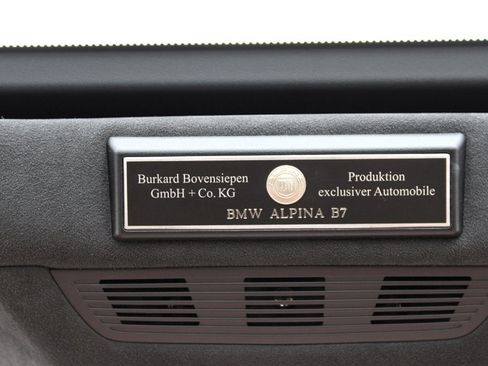 Burkard Bovensiepen
GmbH + Co. KG
Produktion
exclusiver Automobile
BMW ALPINA B7